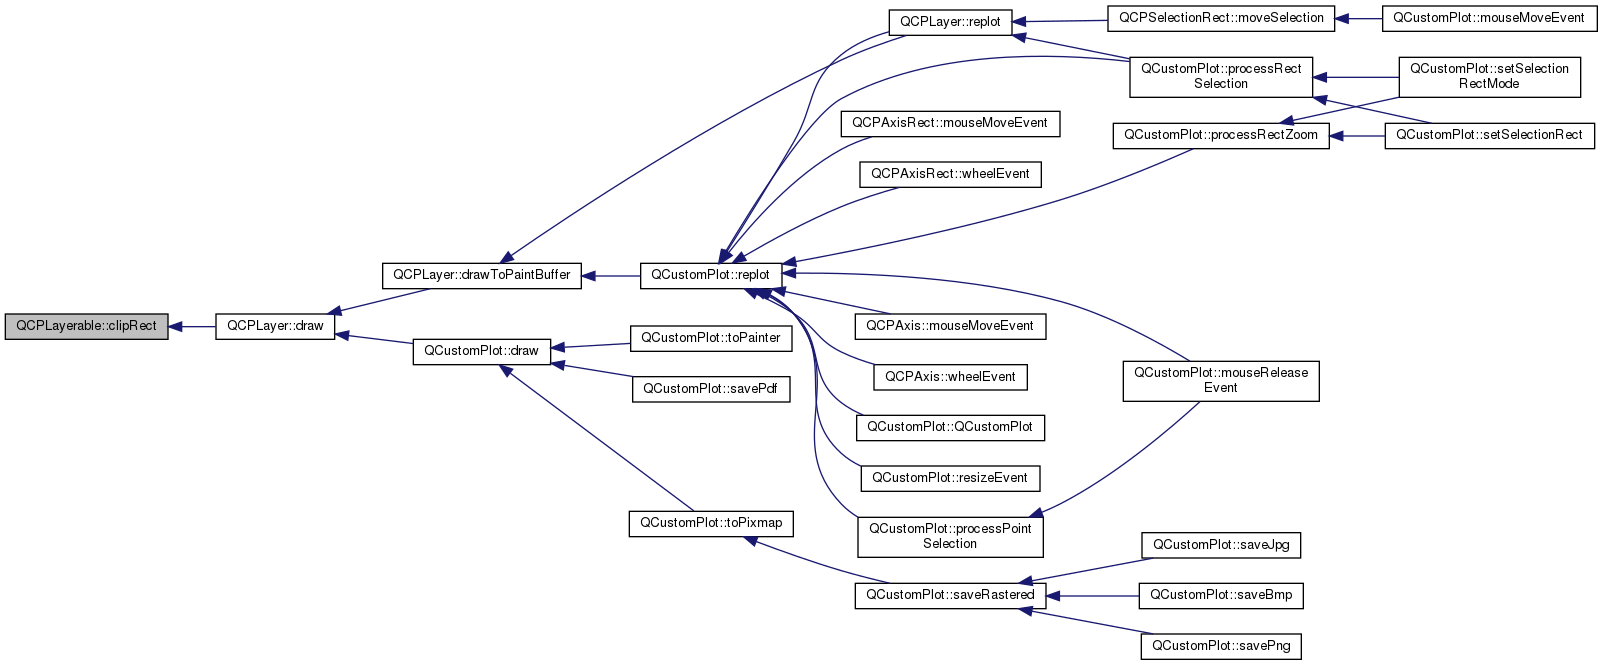 QCPLayerable::clipRect
QCPLayer::draw
QCPLayer::drawToPaintBuffer
QCustomPlot::draw
QCPLayer::replot
QCustomPlot::replot
QCPSelectionRect::moveSelection
QCustomPlot::mouseMoveEvent
QCustomPlot::processRect
Selection
QCustomPlot::setSelection
RectMode
QCustomPlot::processRectZoom
QCustomPlot::setSelectionRect
QCPAxisRect::mouseMoveEvent
QCPAxisRect::wheelEvent
QCPAxis::mouseMoveEvent
QCPAxis::wheelEvent
QCustomPlot::mouseRelease
Event
QCustomPlot::QCustomPlot
QCustomPlot::resizeEvent
QCustomPlot::processPoint
Selection
QCustomPlot::toPainter
QCustomPlot::savePdf
QCustomPlot::toPixmap
QCustomPlot::saveRastered
QCustomPlot::saveJpg
QCustomPlot::saveBmp
QCustomPlot::savePng